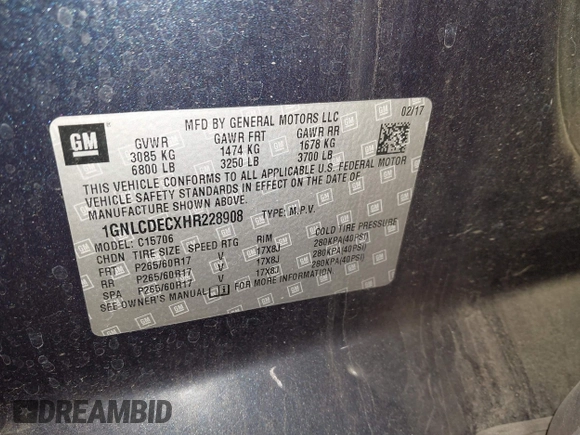 GM
MFD BY GENERAL MOTORS LLC
02/17
GVWR GAWR FRT GAWR RR
3085 KG 1474 KG 1678 KG
6800 LB 3250 LB 3700 LB
THIS VEHICLE CONFORMS TO ALL APPLICABLE U.S. FEDERAL MOTOR
VEHICLE SAFETY STANDARDS IN EFFECT ON THE DATE OF
MANUFACTURE SHOWN ABOVE.
1GNLCDECXHR228908 TYPE: M.P.V.
MODEL: C15706
CHDN TIRE SIZE SPEED RTG RIM COLD TIRE PRESSURE
FRT P265/60R17 V 17X8J 280KPA(40PSI)
RR P265/60R17 V 17X8J 280KPA(40PSI)
SPA P265/60R17 V 17X8J 280KPA(40PSI)
SEE OWNER'S MANUAL FOR MORE INFORMATION
DREAMBID